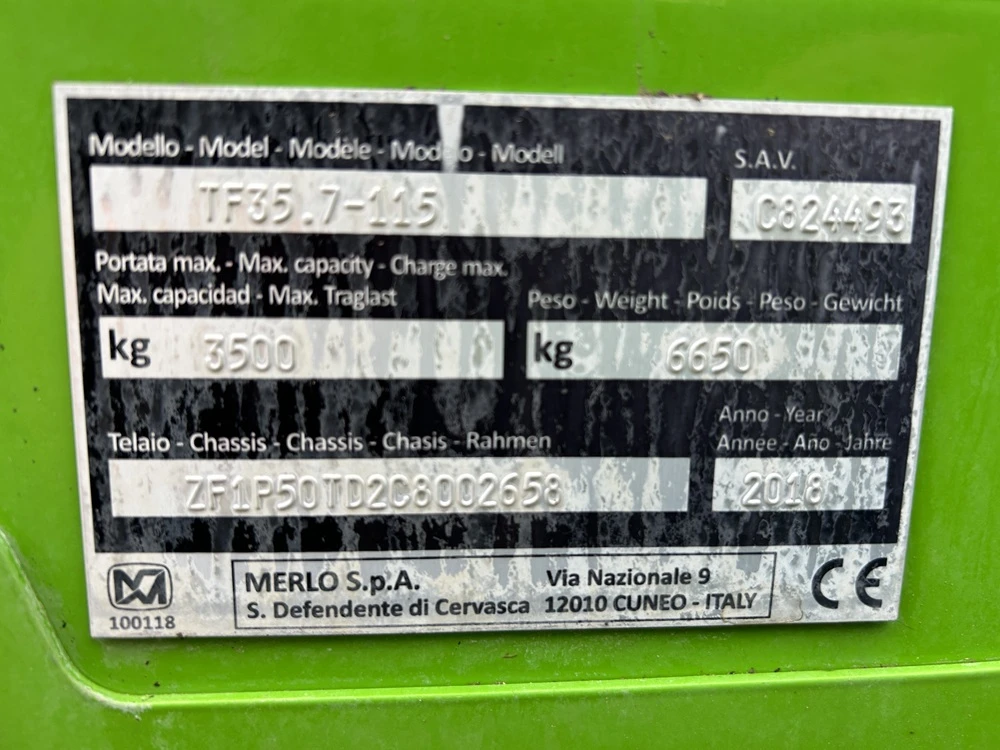 Modello - Model - Modèle - Modelo - Modell
S.A.V.
TF35.7-115
C824493
Portata max. - Max. capacity - Charge max.
Max. capacidad - Max. Traglast
Peso - Weight - Poids - Peso - Gewicht
kg 3500
kg 6650
Anno - Year
Telaio - Chassis - Chassis - Chasis - Rahmen
Année - Ano - Jahre
ZF1P50TD2C8002658
2018
MERLO S.p.A.
Via Nazionale 9
S. Defendente di Cervasca
12010 CUNEO - ITALY
CE
100118